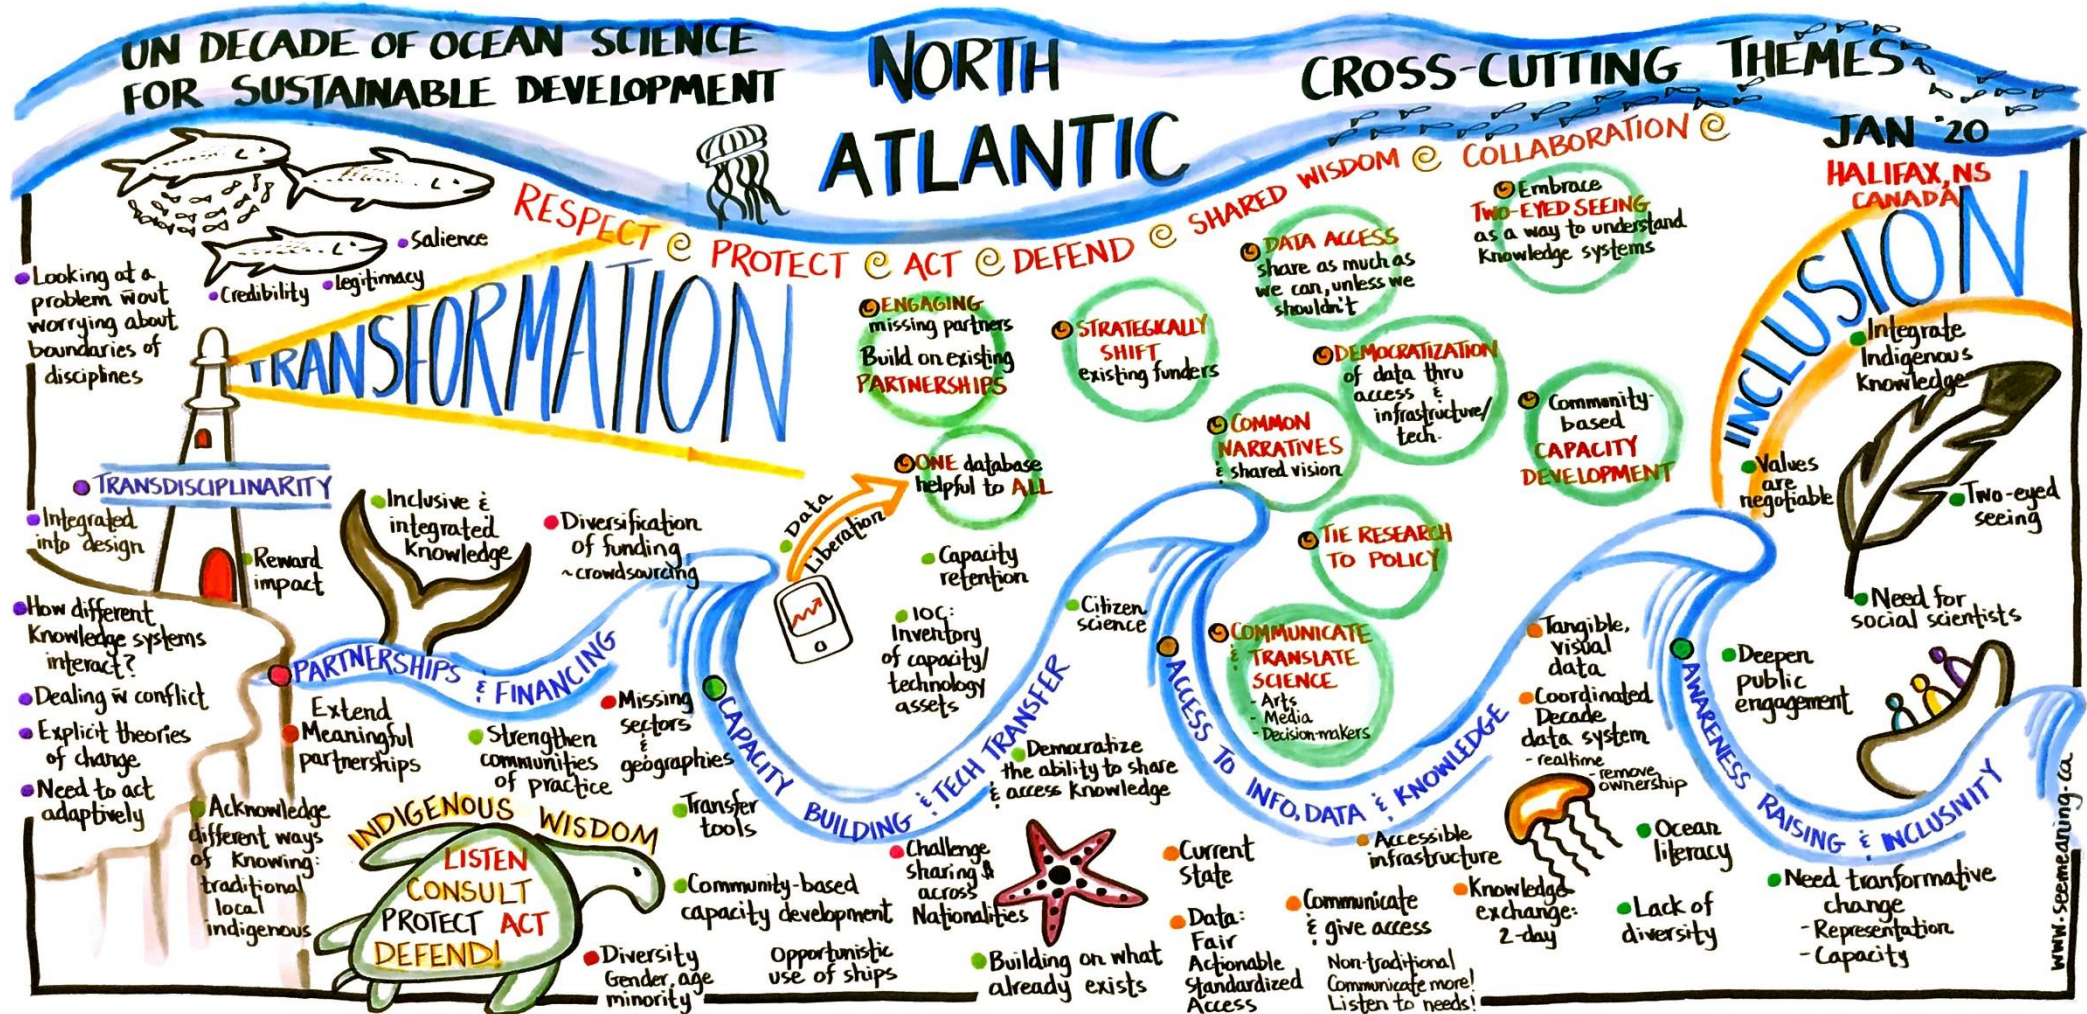 UN DECADE OF OCEAN SCIENCE
FOR SUSTAINABLE DEVELOPMENT
NORTH
ATLANTIC
CROSS-CUTTING THEMES
JAN '20
HALIFAX, NS
CANADA
RESPECT @ PROTECT @ ACT @ DEFEND @ SHARED WISDOM @ COLLABORATION @
Salience
Credibility
legitimacy
Looking at a
problem w̄out
worrying about
boundaries of
disciplines
TRANSFORMATION
TRANSDISCIPLINARITY
Integrated
into design
Reward
impact
How different
Knowledge systems
interact?
Dealing w̄ conflict
Explicit theories
of change
Need to act
adaptively
Inclusive &
integrated
Knowledge
Diversification
of funding
~crowdsourcing
PARTNERSHIPS & FINANCING
Extend
Meaningful
partnerships
Strengthen
communities
of practice
Missing
sectors
&
geographies
Acknowledge
different ways
of Knowing:
traditional
local
indigenous
INDIGENOUS WISDOM
LISTEN
CONSULT
PROTECT ACT
DEFEND!
Diversity
Gender, age
minority
ENGAGING
missing partners
Build on existing
PARTNERSHIPS
STRATEGICALLY
SHIFT
existing funders
DATA ACCESS
share as much as
we can, unless we
shouldn't
Embrace
TWO-EYED SEEING
as a way to understand
Knowledge systems
DEMOCRATIZATION
of data thru
access &
infrastructure/
tech.
COMMON
NARRATIVES
& shared vision
Community-
based
CAPACITY
DEVELOPMENT
ONE database
helpful to ALL
Data
Liberation
TIE RESEARCH
TO POLICY
COMMUNICATE
& TRANSLATE
SCIENCE
- Arts
- Media
- Decision-makers
Capacity
retention
IOC:
Inventory
of capacity/
technology
assets
Citizen
science
CAPACITY BUILDING & TECH TRANSFER
Democratize
the ability to share
& access Knowledge
Transfer
tools
Community-based
capacity development
Opportunistic
use of ships
Challenge
sharing $
across
Nationalities
Building on what
already exists
ACCESS TO INFO, DATA & KNOWLEDGE
Tangible,
visual
data
Coordinated
Decade
data system
- realtime
- remove
ownership
Current
State
Data:
Fair
Actionable
Standardized
Access
Accessible
infrastructure
Communicate
& give access
Non-traditional
Communicate more!
Listen to needs!
Knowledge
exchange:
2-day
INCLUSION
Integrate
Indigenous
Knowledge
Values
are
negotiable
Two-eyed
seeing
Need for
social scientists
AWARENESS RAISING & INCLUSIVITY
Deepen
public
engagement
Ocean
literacy
Lack of
diversity
Need tranformative
change
- Representation
- Capacity
www.seemeaning.ca